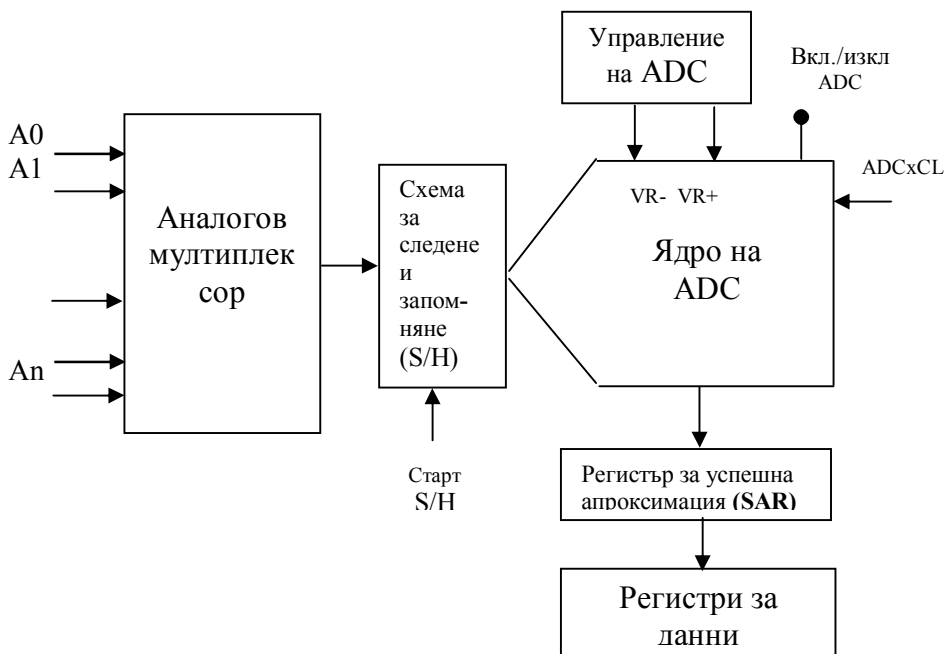 Управление
на ADC
Вкл./изкл
ADC
A0
A1
An
Аналогов
мултиплек
сор
Схема
за
следене
и
запом-
няне
(S/H)
VR- VR+
Ядро на
ADC
ADCxCL
Старт
S/H
Регистър за успешна
апроксимация (SAR)
Регистри за
данни